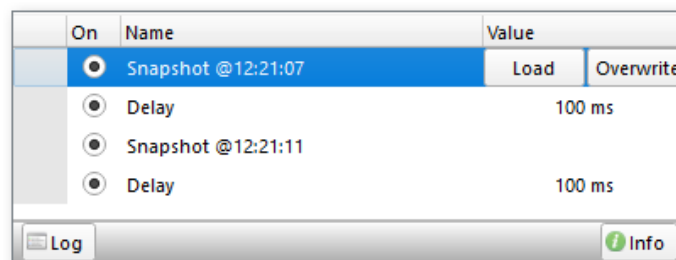 On Name Value
Snapshot @12:21:07 Load Overwrite
Delay 100 ms
Snapshot @12:21:11
Delay 100 ms
Log Info